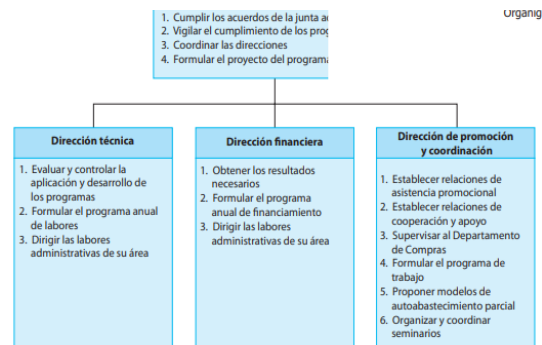 Organig
1. Cumplir los acuerdos de la junta
2. Vigilar el cumplimiento de los
3. Coordinar las direcciones
4. Formular el proyecto del programa
Dirección técnica
1. Evaluar y controlar la
aplicación y desarrollo de
los programas
2. Formular el programa anual
de labores
3. Dirigir las labores
administrativas de su área
Dirección financiera
1. Obtener los resultados
necesarios
2. Formular el programa
anual de financiamiento
3. Dirigir las labores
administrativas de su área
Dirección de promoción
y coordinación
1. Establecer relaciones de
asistencia promocional
2. Establecer relaciones de
cooperación y apoyo
3. Supervisar al Departamento
de Compras
4. Formular el programa de
trabajo
5. Proponer modelos de
autoabastecimiento parcial
6. Organizar y coordinar
seminarios